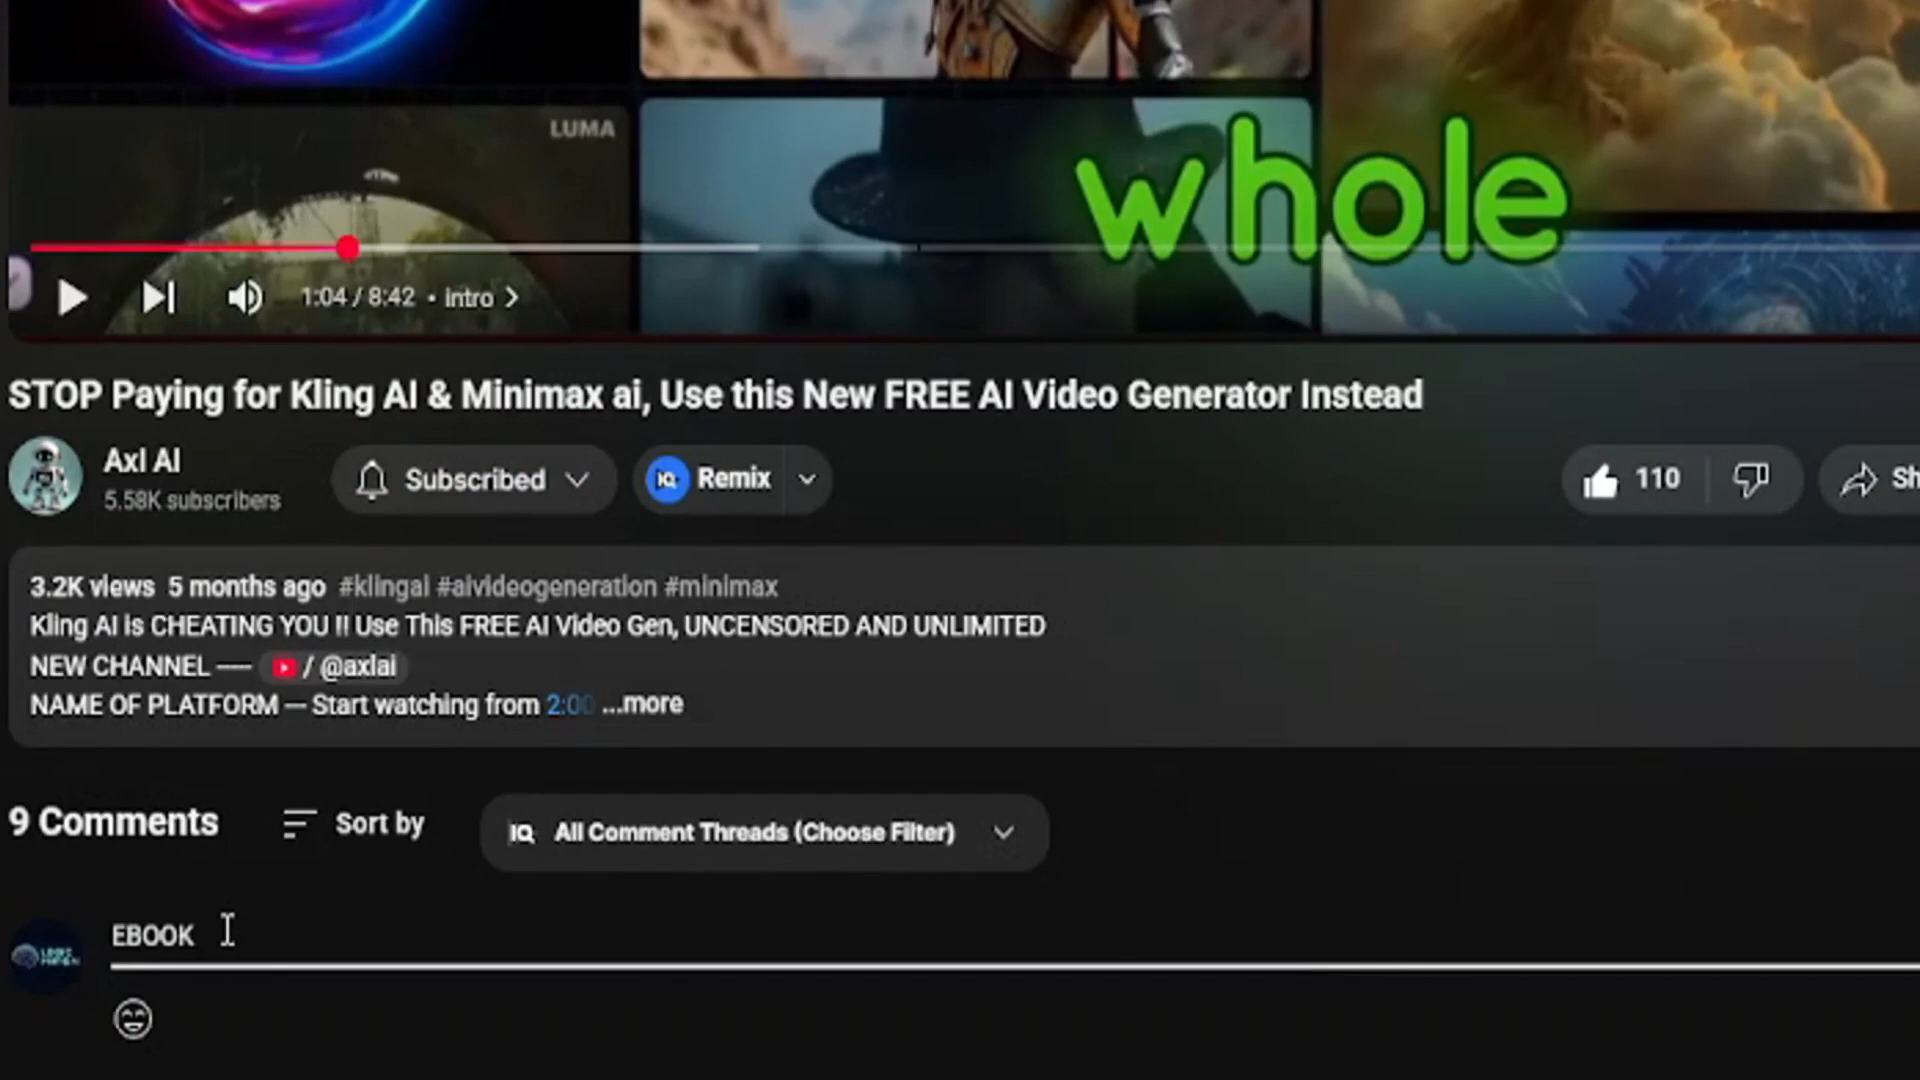 LUMA
whole
1:04 / 8:42 • Intro >
STOP Paying for Kling AI & Minimax ai, Use this New FREE AI Video Generator Instead
Axl AI
5.58K subscribers
Subscribed
IQ Remix
110
Sh
3.2K views 5 months ago #klingai #aivideogeneration #minimax
Kling AI is CHEATING YOU !! Use This FREE AI Video Gen, UNCENSORED AND UNLIMITED
NEW CHANNEL —— / @axlai
NAME OF PLATFORM — Start watching from 2:00 ...more
9 Comments
Sort by
IQ All Comment Threads (Choose Filter)
EBOOK